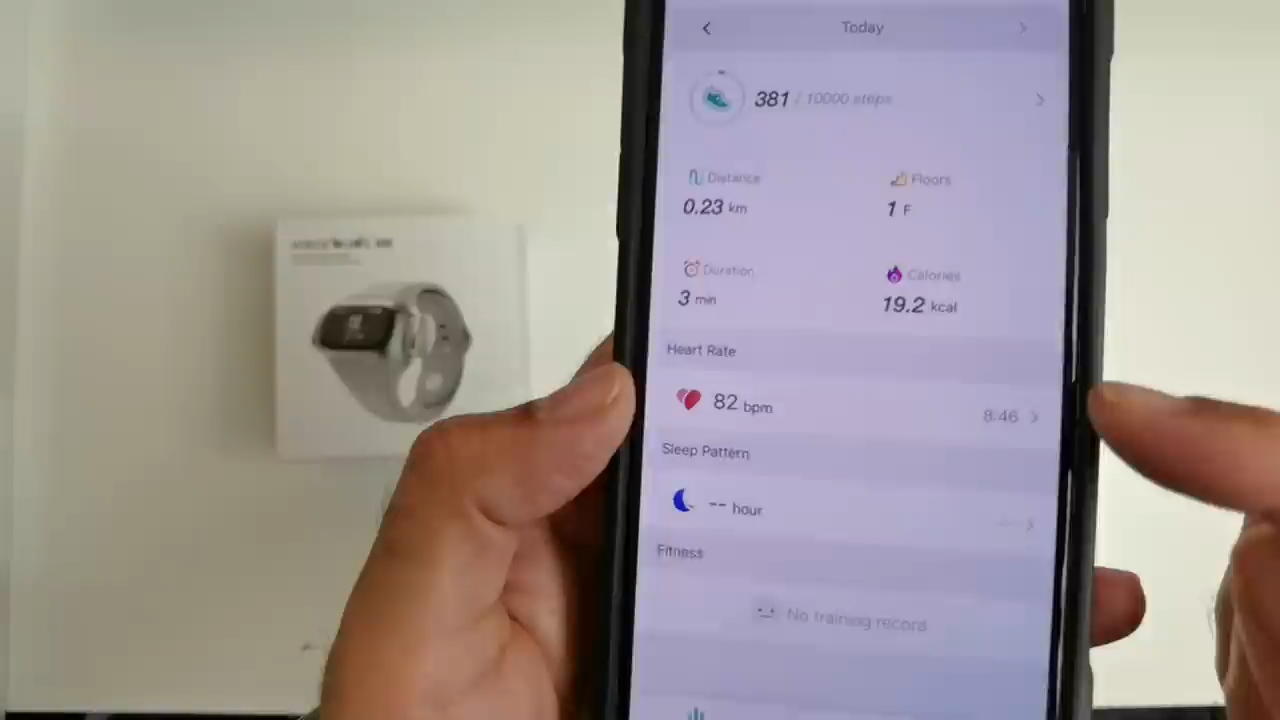 Today
381 / 10000 steps
Distance
Floors
0.23 km
1 F
Duration
Calories
3 min
19.2 kcal
Heart Rate
82 bpm
8:46
Sleep Pattern
-- hour
Fitness
No training record